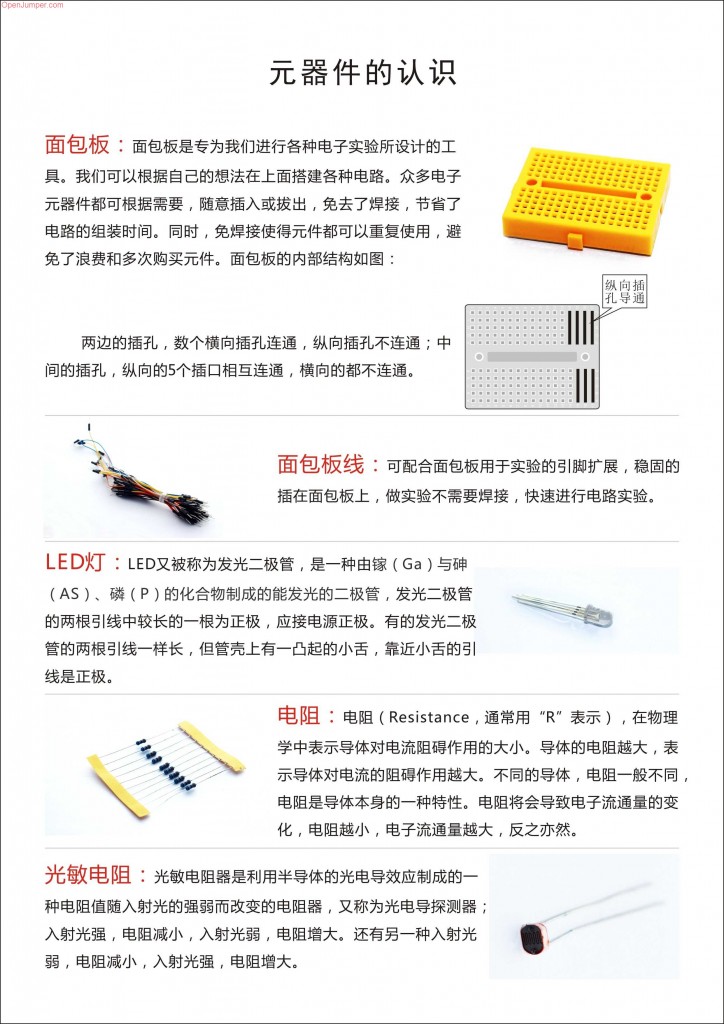 OpenJumper.com
元器件的认识
面包板：面包板是专为我们进行各种电子实验所设计的工
具。我们可以根据自己的想法在上面搭建各种电路。众多电子
元器件都可根据需要，随意插入或拔出，免去了焊接，节省了
电路的组装时间。同时，免焊接使得元件都可以重复使用，避
免了浪费和多次购买元件。面包板的内部结构如图：
纵向插
孔导通
两边的插孔，数个横向插孔连通，纵向插孔不连通；中
间的插孔，纵向的5个插口相互连通，横向的都不连通。
面包板线：可配合面包板用于实验的引脚扩展，稳固的
插在面包板上，做实验不需要焊接，快速进行电路实验。
LED灯：LED又被称为发光二极管，是一种由镓（Ga）与砷
（AS）、磷（P）的化合物制成的能发光的二极管，发光二极管
的两根引线中较长的一根为正极，应接电源正极。有的发光二极
管的两根引线一样长，但管壳上有一凸起的小舌，靠近小舌的引
线是正极。
电阻：电阻（Resistance，通常用“R”表示），在物理
学中表示导体对电流阻碍作用的大小。导体的电阻越大，表
示导体对电流的阻碍作用越大。不同的导体，电阻一般不同，
电阻是导体本身的一种特性。电阻将会导致电子流通量的变
化，电阻越小，电子流通量越大，反之亦然。
光敏电阻：光敏电阻器是利用半导体的光电导效应制成的一
种电阻值随入射光的强弱而改变的电阻器，又称为光电导探测器；
入射光强，电阻减小，入射光弱，电阻增大。还有另一种入射光
弱，电阻减小，入射光强，电阻增大。